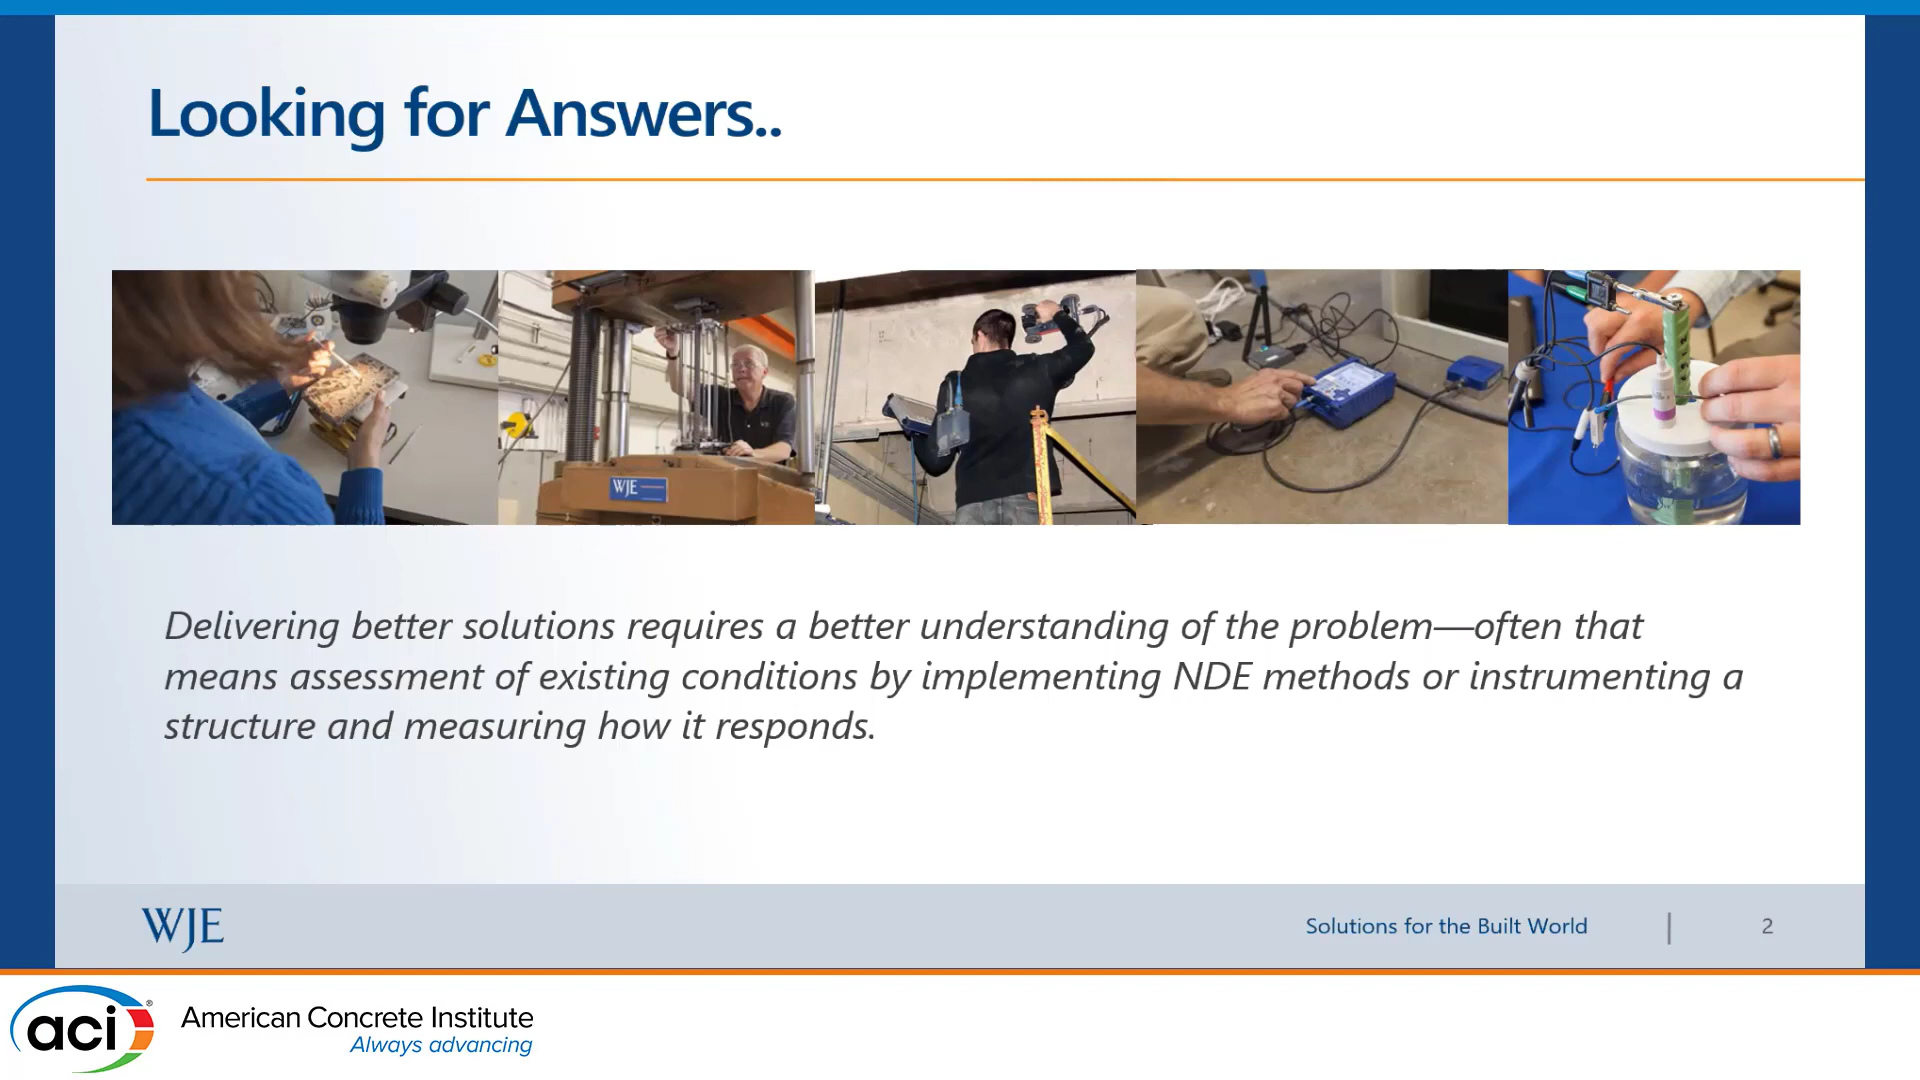 Looking for Answers..
WJE
Delivering better solutions requires a better understanding of the problem—often that
means assessment of existing conditions by implementing NDE methods or instrumenting a
structure and measuring how it responds.
WJE
Solutions for the Built World | 2
aci®
American Concrete Institute
Always advancing